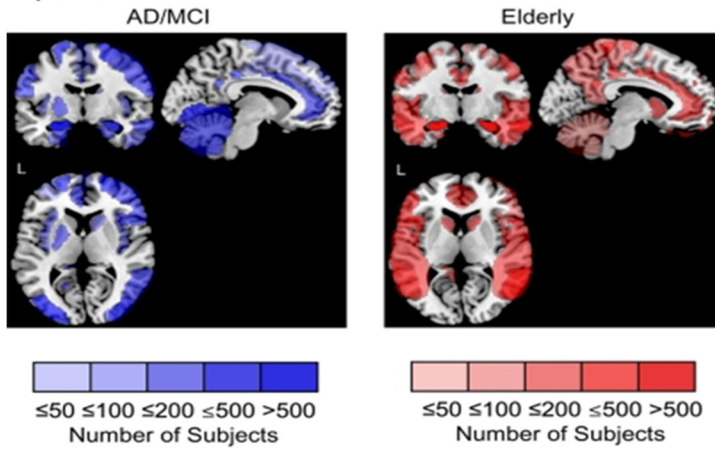 AD/MCI
Elderly
L
L
≤50 ≤100 ≤200 ≤500 >500
Number of Subjects
≤50 ≤100 ≤200 ≤500 >500
Number of Subjects